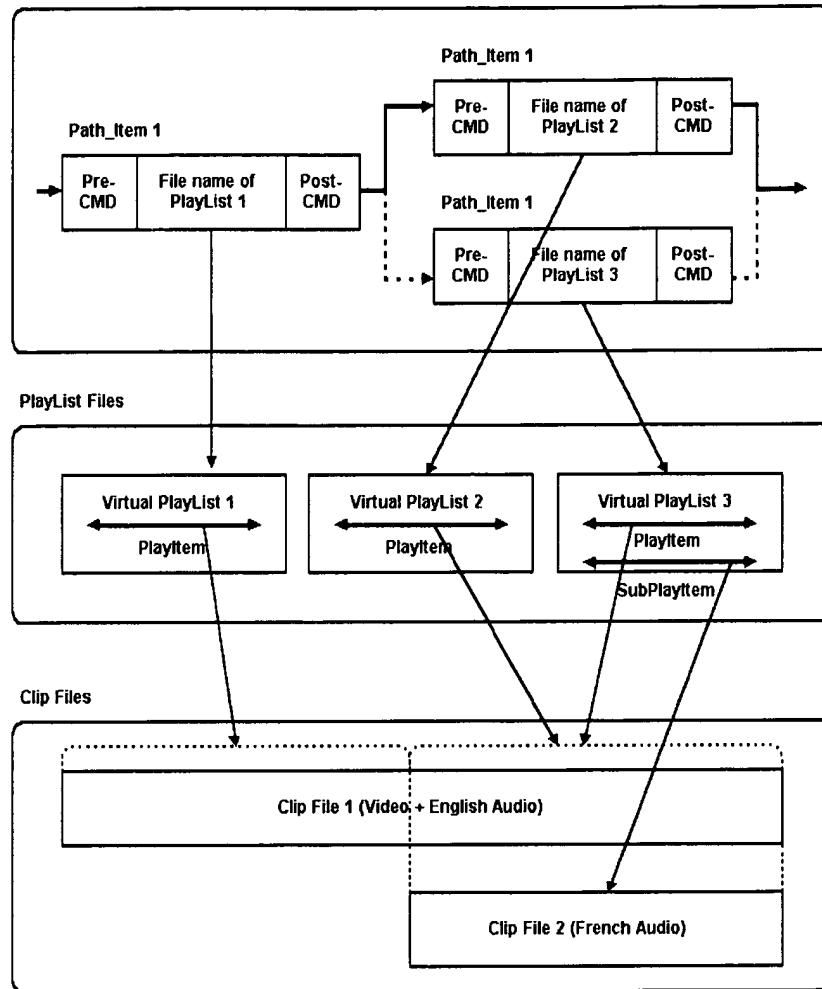 Path_Item 1
Pre-
CMD
File name of
PlayList 2
Post-
CMD
Path_Item 1
Pre-
CMD
File name of
PlayList 1
Post-
CMD
Path_Item 1
Pre-
CMD
File name of
PlayList 3
Post-
CMD
PlayList Files
Virtual PlayList 1
PlayItem
Virtual PlayList 2
PlayItem
Virtual PlayList 3
PlayItem
SubPlayItem
Clip Files
Clip File 1 (Video + English Audio)
Clip File 2 (French Audio)